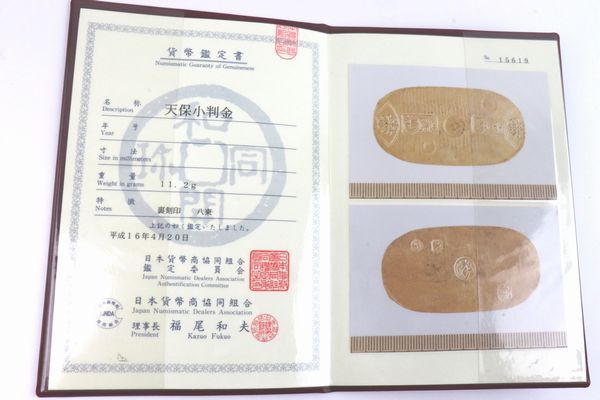 貨幣鑑定書
Numismatic Guaranty of Genuineness
名称
Description
天保小判金
年号
Year
寸法
Size in millimeters
重量
Weight in grams
11.2g
特徴
Notes
裏刻印 八束
上記の如く鑑定いたしました。
平成16年4月20日
日本貨幣商協同組合
鑑定委員会
Japan Numismatic Dealers Association
Authentification Committee
日本貨幣商協同組合
Japan Numismatic Dealers Association
理事長 福尾和夫
President Kazuo Fukuo
JNDA
№ 15619